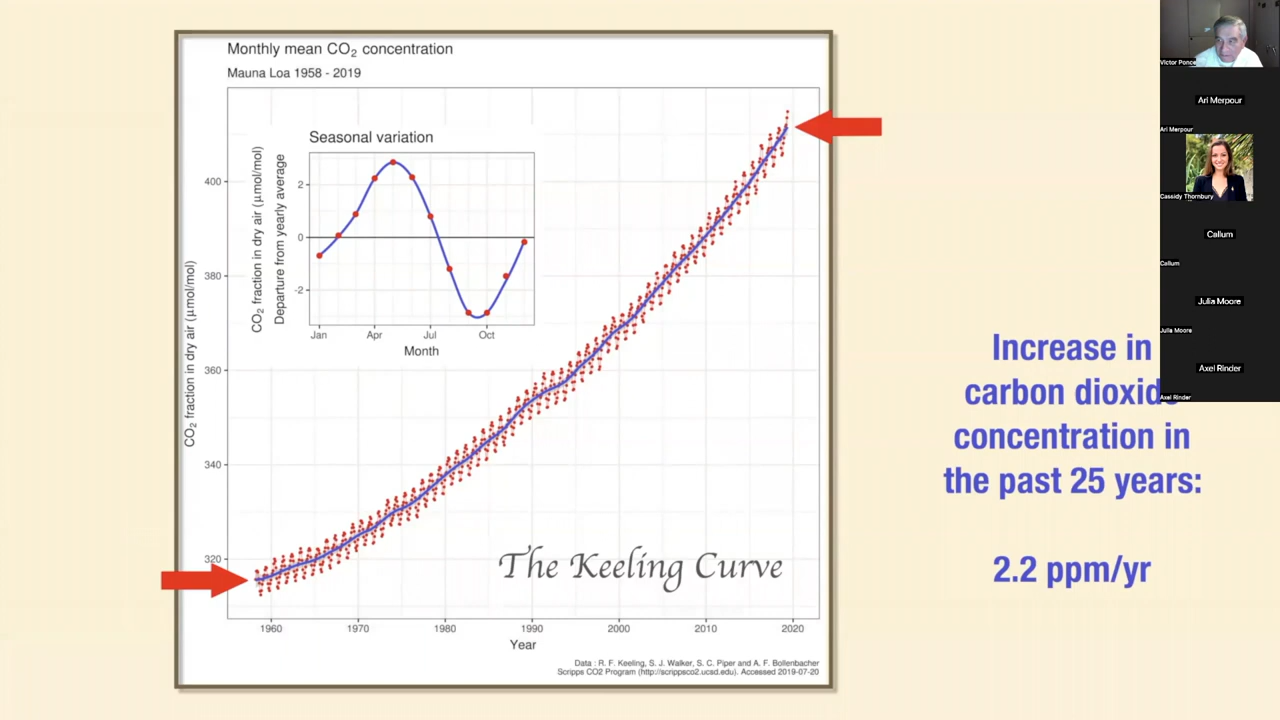 Monthly mean CO₂ concentration
Mauna Loa 1958 - 2019
Seasonal variation
CO₂ fraction in dry air (μmol/mol)
Departure from yearly average
2
0
-2
Jan Apr Jul Oct
Month
CO₂ fraction in dry air (μmol/mol)
400
380
360
340
320
1960 1970 1980 1990 2000 2010 2020
Year
The Keeling Curve
Data : R. F. Keeling, S. J. Walker, S. C. Piper and A. F. Bollenbacher
Scripps CO2 Program (http://scrippsco2.ucsd.edu). Accessed 2019-07-20
Increase in
carbon dioxide
concentration in
the past 25 years:
2.2 ppm/yr
Victor Ponce
Ari Merpour
Ari Merpour
Cassidy Thornbury
Callum
Callum
Julia Moore
Julia Moore
Axel Rinder
Axel Rinder